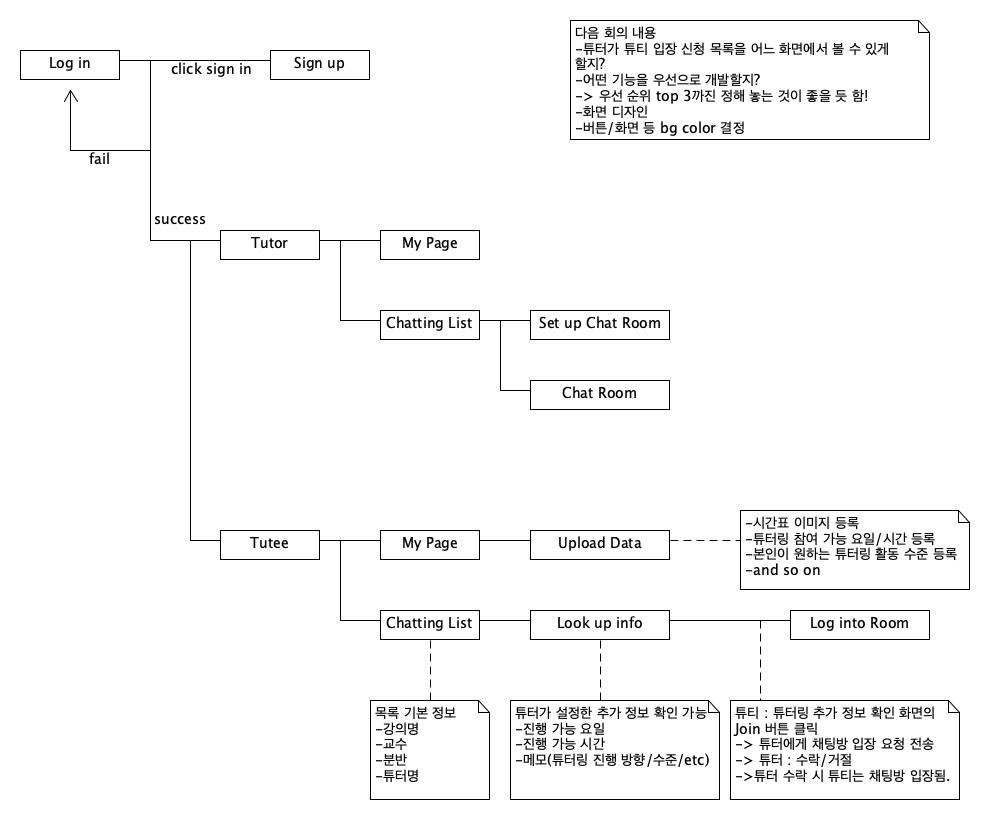 Log in
click sign in
Sign up
다음 회의 내용
-튜터가 튜티 입장 신청 목록을 어느 화면에서 볼 수 있게
할지?
-어떤 기능을 우선으로 개발할지?
-> 우선 순위 top 3까진 정해 놓는 것이 좋을 듯 함!
-화면 디자인
-버튼/화면 등 bg color 결정
fail
success
Tutor
My Page
Chatting List
Set up Chat Room
Chat Room
Tutee
My Page
Upload Data
-시간표 이미지 등록
-튜터링 참여 가능 요일/시간 등록
-본인이 원하는 튜터링 활동 수준 등록
-and so on
Chatting List
Look up info
Log into Room
목록 기본 정보
-강의명
-교수
-분반
-튜터명
튜터가 설정한 추가 정보 확인 가능
-진행 가능 요일
-진행 가능 시간
-메모(튜터링 진행 방향/수준/etc)
튜티 : 튜터링 추가 정보 확인 화면의
Join 버튼 클릭
-> 튜터에게 채팅방 입장 요청 전송
-> 튜터 : 수락/거절
->튜터 수락 시 튜티는 채팅방 입장됨.